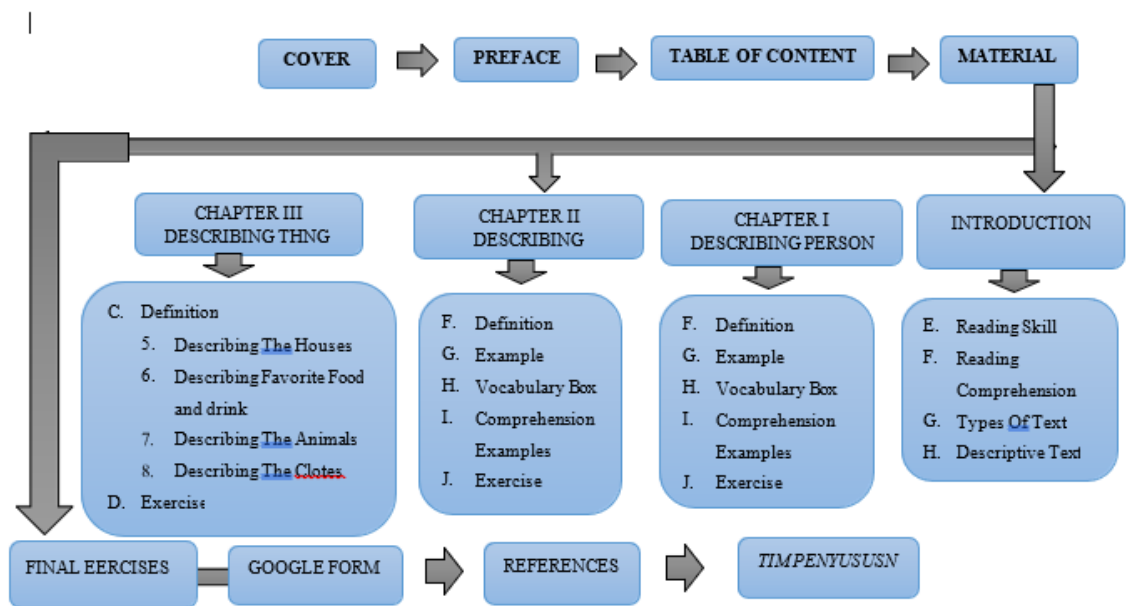 COVER
PREFACE
TABLE OF CONTENT
MATERIAL
CHAPTER III
DESCRIBING THNG
CHAPTER II
DESCRIBING
CHAPTER I
DESCRIBING PERSON
INTRODUCTION
C. Definition
5. Describing The Houses
6. Describing Favorite Food
and drink
7. Describing The Animals
8. Describing The Clotes
D. Exercise
F. Definition
G. Example
H. Vocabulary Box
I. Comprehension
Examples
J. Exercise
F. Definition
G. Example
H. Vocabulary Box
I. Comprehension
Examples
J. Exercise
E. Reading Skill
F. Reading
Comprehension
G. Types Of Text
H. Descriptive Text
FINAL EERCISES
GOOGLE FORM
REFERENCES
TIMPENYUSUSN